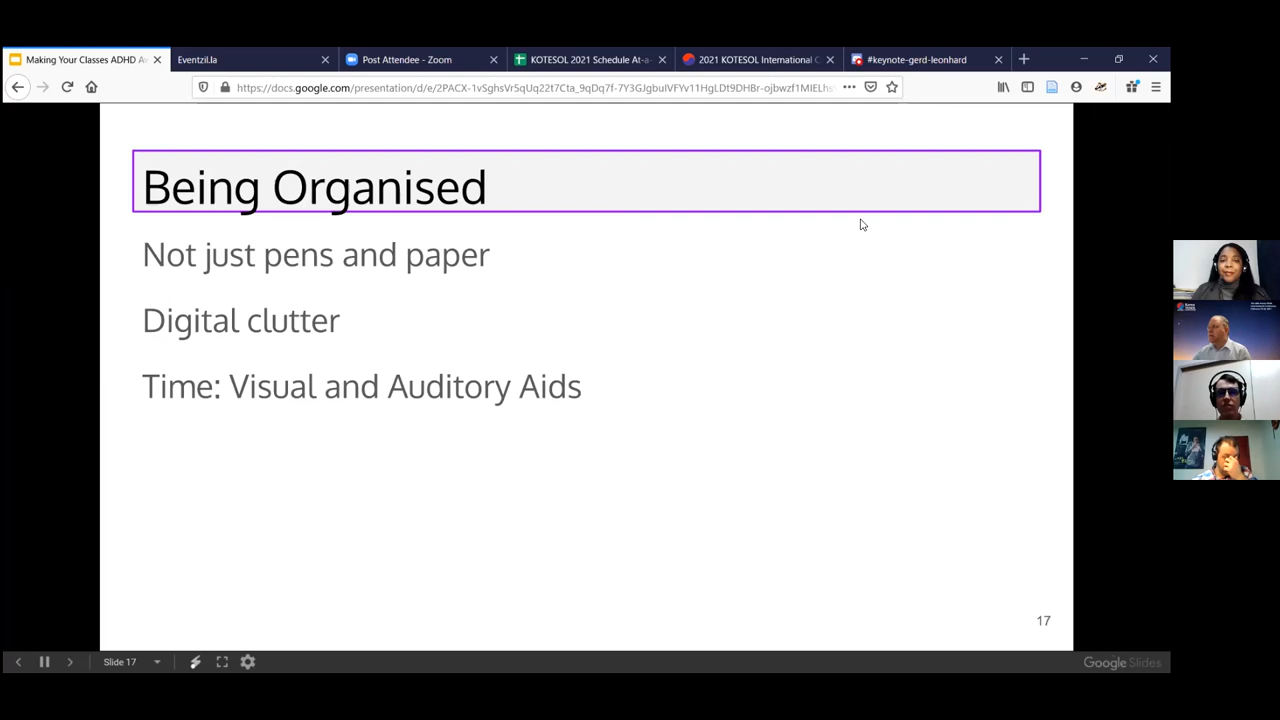 Making Your Classes ADHD Aw
Eventzil.la
Post Attendee - Zoom
KOTESOL 2021 Schedule At-a-
2021 KOTESOL International C
#keynote-gerd-leonhard
Being Organised
Not just pens and paper
Digital clutter
Time: Visual and Auditory Aids
17
Slide 17
Google Slides